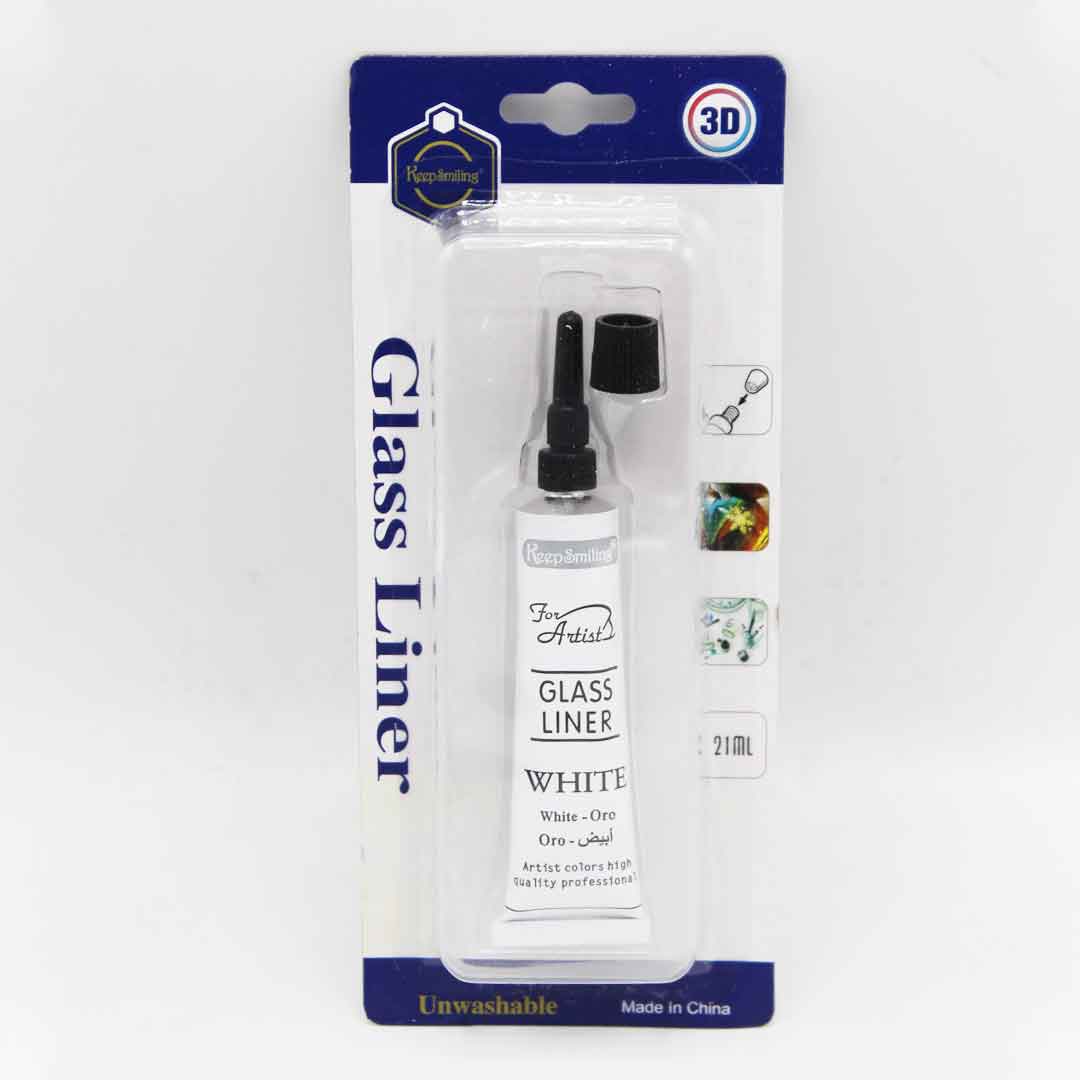 3D
KeepSmiling®
Glass Liner
KeepSmiling®
For
Artist
GLASS
LINER
WHITE
White - Oro
Oro - أبيض
Artist colors high
quality professional
21ML
Unwashable
Made in China